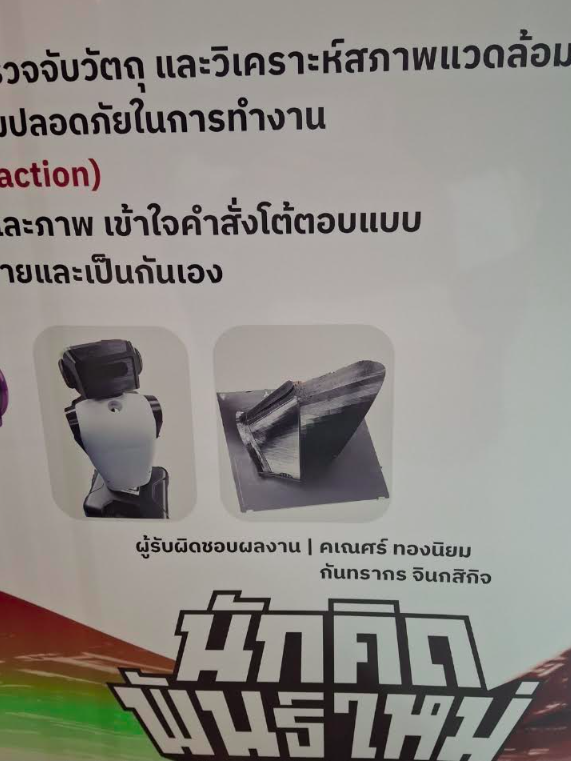 รวจจับวัตถุ และวิเคราะห์สภาพแวดล้อม
มปลอดภัยในการทำงาน
action)
ละภาพ เข้าใจคำสั่งโต้ตอบแบบ
ายและเป็นกันเอง
ผู้รับผิดชอบผลงาน | คเณศร์ ทองนิยม
กันทรากร จินกสิกิจ
นักคิด
พันธุ์ใหม่